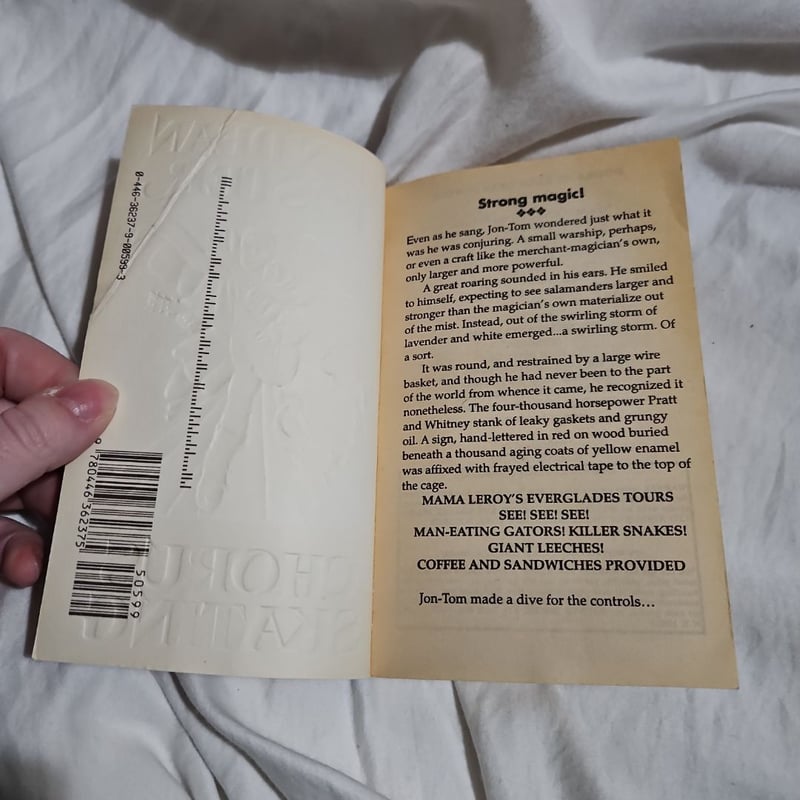 0-446-36237-9-00599-3
9 780446 362375
50599
CHORUS
SKATING
Strong magic!
❖❖❖
Even as he sang, Jon-Tom wondered just what it
was he was conjuring. A small warship, perhaps,
or even a craft like the merchant-magician's own,
only larger and more powerful.
A great roaring sounded in his ears. He smiled
to himself, expecting to see salamanders larger and
stronger than the magician's own materialize out
of the mist. Instead, out of the swirling storm of
lavender and white emerged...a swirling storm. Of
a sort.
It was round, and restrained by a large wire
basket, and though he had never been to the part
of the world from whence it came, he recognized it
nonetheless. The four-thousand horsepower Pratt
and Whitney stank of leaky gaskets and grungy
oil. A sign, hand-lettered in red on wood buried
beneath a thousand aging coats of yellow enamel
was affixed with frayed electrical tape to the top of
the cage.
MAMA LEROY'S EVERGLADES TOURS
SEE! SEE! SEE!
MAN-EATING GATORS! KILLER SNAKES!
GIANT LEECHES!
COFFEE AND SANDWICHES PROVIDED
Jon-Tom made a dive for the controls...